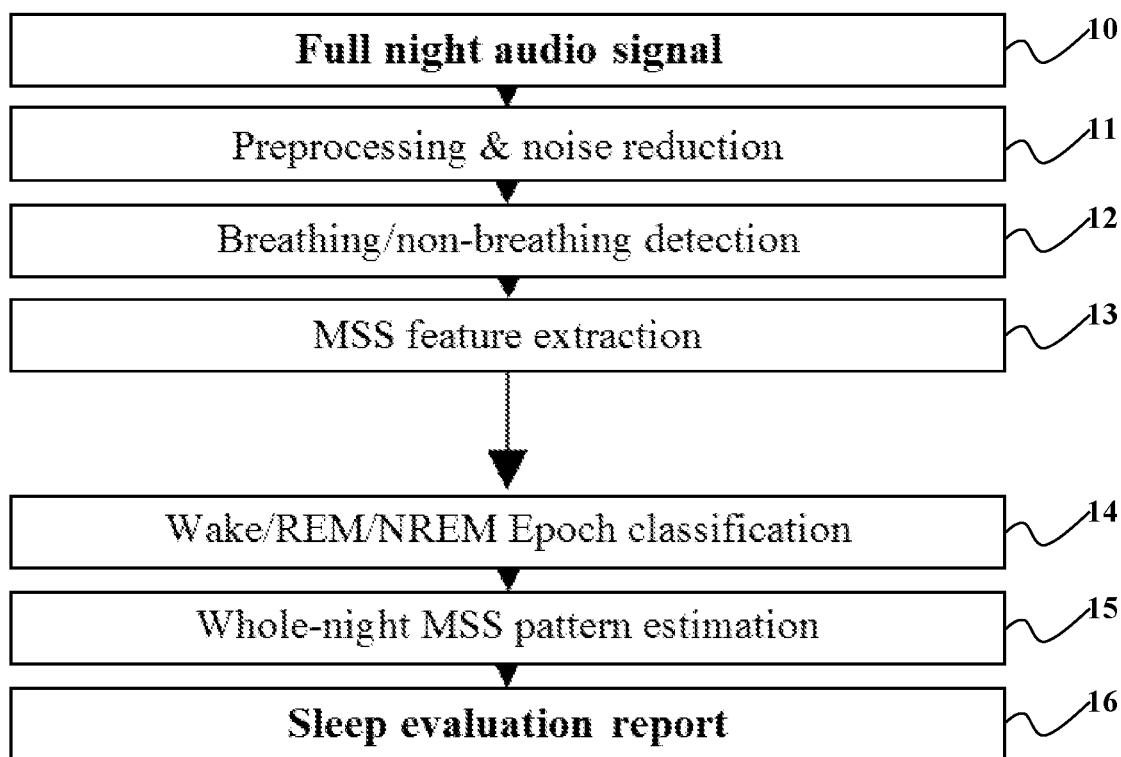 Full night audio signal
10
Preprocessing & noise reduction
11
Breathing/non-breathing detection
12
MSS feature extraction
13
Wake/REM/NREM Epoch classification
14
Whole-night MSS pattern estimation
15
Sleep evaluation report
16